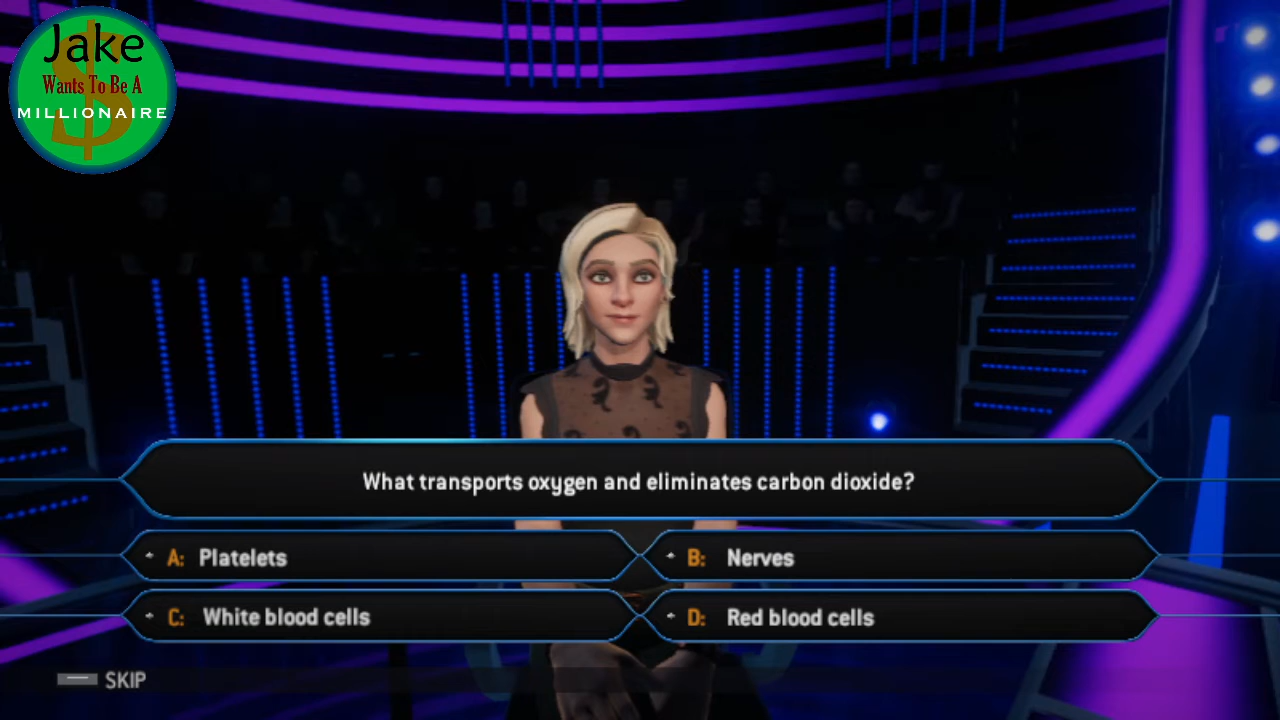 Jake
Wants To Be A
MILLIONAIRE
What transports oxygen and eliminates carbon dioxide?
A: Platelets
B: Nerves
C: White blood cells
D: Red blood cells
SKIP